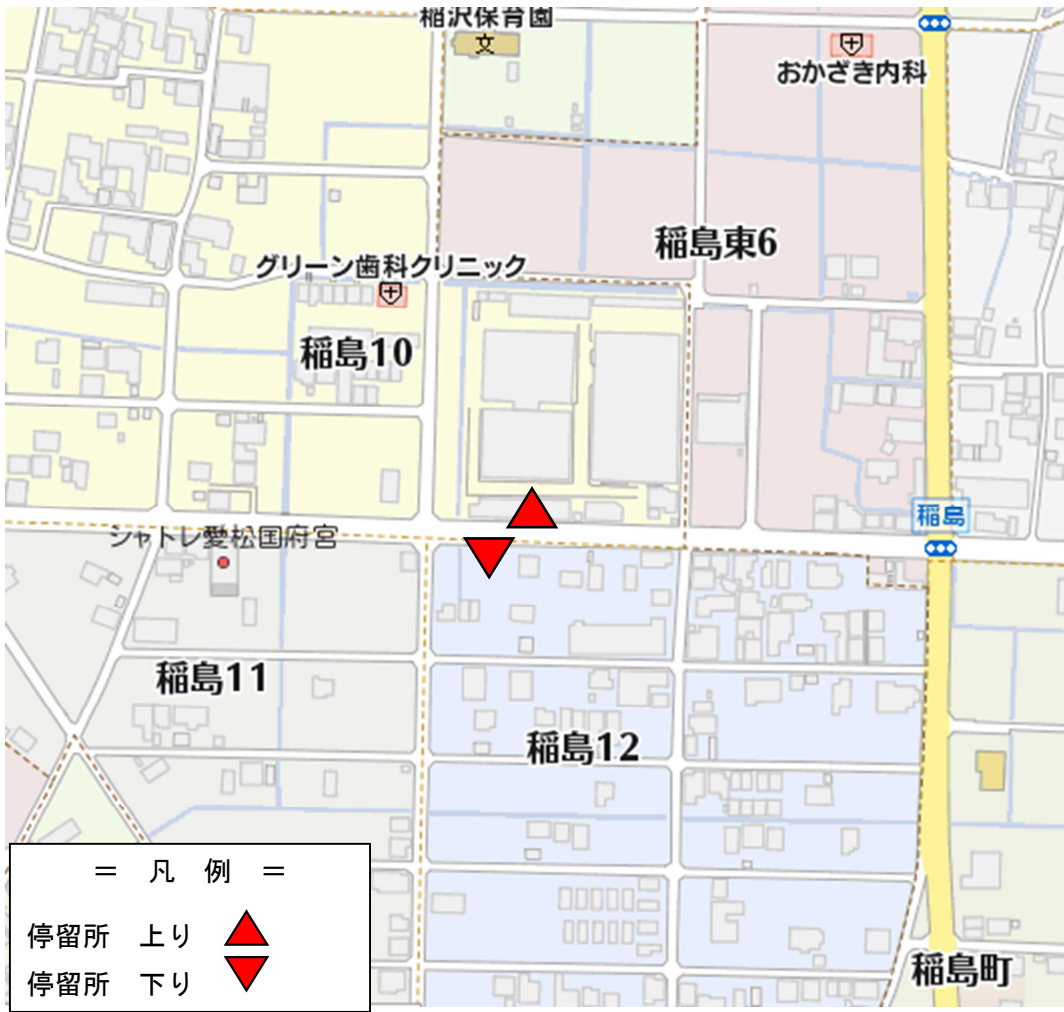 稲沢保育園
文
おかざき内科
稲島東6
グリーン歯科クリニック
稲島10
稲島
シャトレ愛松国府宮
稲島11
稲島12
稲島町
＝ 凡 例 ＝
停留所 上り
停留所 下り